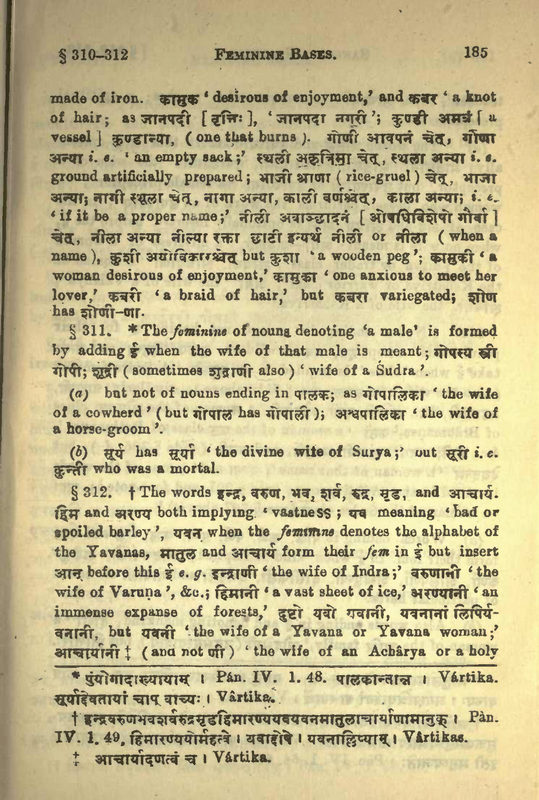 § 310-312 FEMININE BASES. 185
made of iron. कामुक ‘ desirous of enjoyment,’ and कबर ‘ a knot
of hair; as जानपदी [ वृत्तिः ], ‘ जानपदा नगरी ’; कुण्डी अमत्रं [ a
vessel ] कुण्डान्या, ( one that burns ). गोणी आवपनं चेत्, गोणा
अन्या i. e. ‘ an empty sack;’ स्थली अकृत्रिमा चेत्, स्थला अन्या i. e.
ground artificially prepared; भाजी श्राणा ( rice-gruel ) चेत्, भाजा
अन्या; नागी स्थूला चेत्, नागा अन्या, काली वर्णश्चेत्, काला अन्या; i. e.
‘ if it be a proper name;’ नीली अनाच्छादनं [ ओषधिविशेषो गौर्वा ]
चेत्, नीला अन्या नील्या रक्ता शाटी इत्यर्थ नीली or नीला ( when a
name ), कुशी अयोविकारश्चेत् but कुशा ‘a wooden peg’; कामुकी ‘ a
woman desirous of enjoyment,’ कामुका ‘ one anxious to meet her
lover,’ कबरी ‘a braid of hair,’ but कबरा variegated; शोण
has शोणी-णा.
§ 311. * The feminine of nouns denoting ‘a male’ is formed
by adding ई when the wife of that male is meant; गोपस्य स्त्री
गोपी; शूद्री ( sometimes शूद्राणी also ) ‘ wife of a Sudra ’.
(a) but not of nouns ending in पालक; as गोपालिका ‘ the wife
of a cowherd ’ ( but गोपाल has गोपाली ); अश्वपालिका ‘ the wife of
a horse-groom ’.
(b) सूर्य has सूर्या ‘ the divine wife of Surya;’ but सूरी i. e.
कुन्ती who was a mortal.
§ 312. † The words इन्द्र, वरुण, भव, शर्व, रुद्र, मृड, and आचार्य.
हिम and अरण्य both implying ‘ vastness ; यव meaning ‘ bad or
spoiled barley ’, यवन when the feminine denotes the alphabet of
the Yavanas, मातुल and आचार्य form their fem in ई but insert
आन् before this ई e. g. इन्द्राणी ‘ the wife of Indra;’ वरुणानी ‘ the
wife of Varuṇa ’, &c.; हिमानी ‘ a vast sheet of ice,’ अरण्यानी ‘ an
immense expanse of forests,’ दुष्टो यवो यवानी, यवनानां लिपिर्य-
वनानी, but यवनी ‘ the wife of a Yavana or Yavana woman;’
आचार्यानी ‡ ( and not णी ) ‘ the wife of an Achârya or a holy
* पुंयोगादाख्यायाम् । Pán. IV. 1. 48. पालकान्तान्न । Vártika.
सूर्याद्देवतायां चाप् वाच्यः । Vârtika.
† इन्द्रवरुणभवशर्वरुद्रमृडहिमारण्ययवयवनमातुलाचार्याणामानुक् । Pàn.
IV. 1. 49, हिमारण्ययोर्महत्वे । यवाद्दोषे । यवनाल्लिप्याम् । Vártikas.
‡ आचार्यादणत्वं च । Vártika.